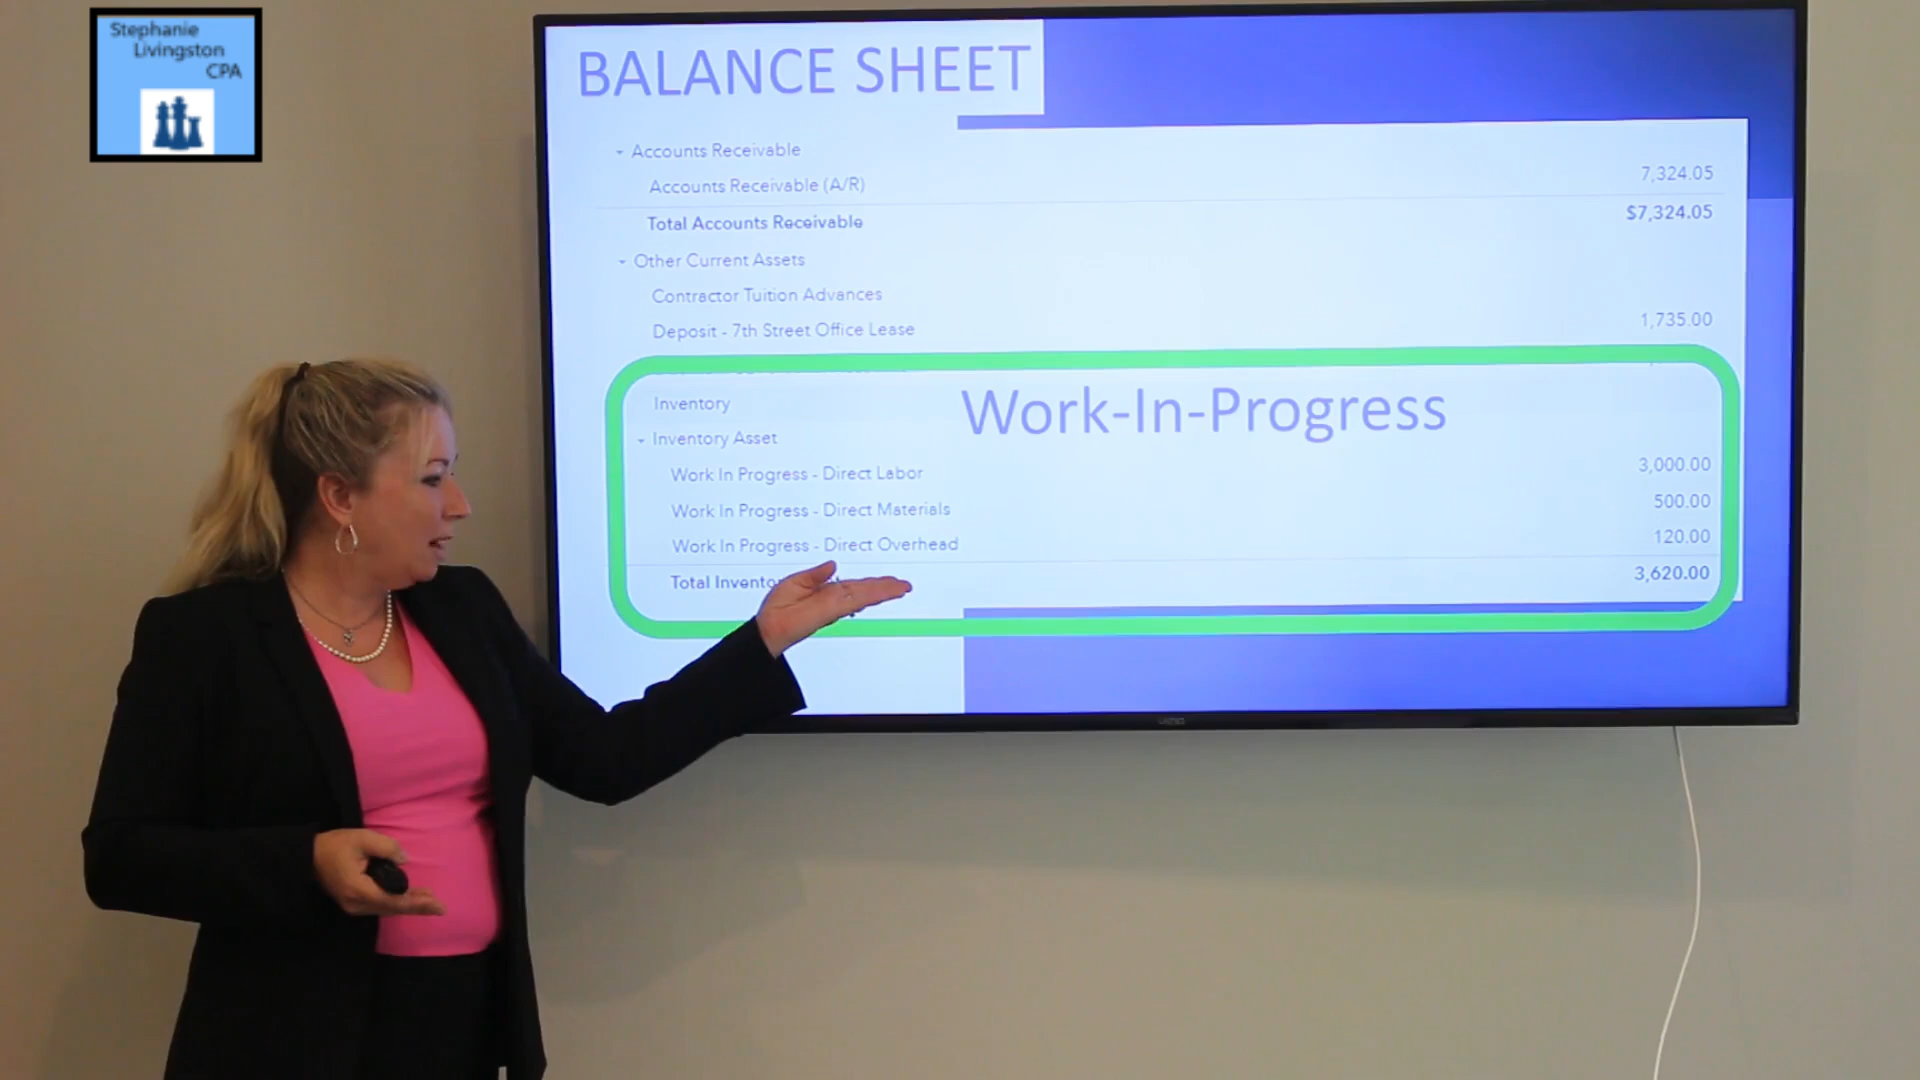 Stephanie
Livingston
CPA
BALANCE SHEET
Accounts Receivable
Accounts Receivable (A/R) 7,324.05
Total Accounts Receivable $7,324.05
Other Current Assets
Contractor Tuition Advances
Deposit - 7th Street Office Lease 1,735.00
Work-In-Progress
Inventory
Inventory Asset
Work In Progress - Direct Labor 3,000.00
Work In Progress - Direct Materials 500.00
Work In Progress - Direct Overhead 120.00
Total Invento 3,620.00